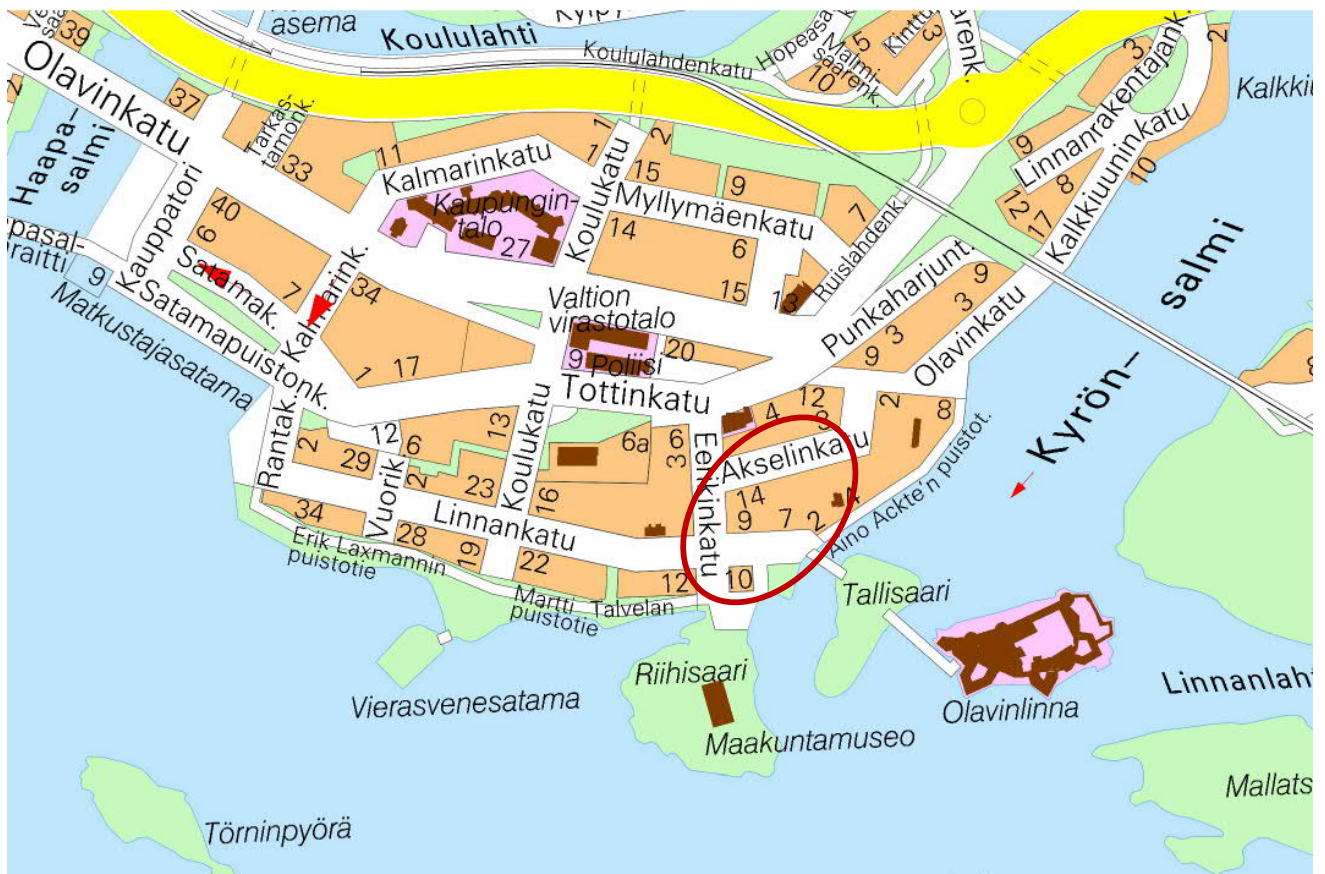 asema
Koululahti
39
Olavinkatu
37
Haapa-
salmi
Tarkas-
tamonk.
33
11
Kalmarinkatu
1
1
Koulukatu
2
15
9
Myllymäenkatu
7
Koululahdenkatu
Hopeasa
Malmi-
saarenk.
5
10
Kinttu
3
arenk.
3
Linnanrakentajank.
2
Kalkkiu
9
12
8
17
10
Kalkkiuuninkatu
Kaupungin-
talo
27
14
6
15
13
Ruislahdenk.
Punkaharjunt.
9
3
3
9
Olavinkatu
salmi
Kyrön-
40
6
Kauppatori
Satamak.
7
Kalmarink.
34
pasal-
raitti
9
Matkustajasatama
Satamapuistonk.
1
17
Valtion
virastotalo
9
Poliisi
20
Tottinkatu
Rantak.
2
12
6
29
Vuorik.
2
13
23
Koulukatu
16
6a
6
3
Eerikinkatu
4
12
3
Akselinkatu
2
8
14
9
7
2
4
Aino Ackte'n puistot.
34
Linnankatu
28
19
22
12
10
Erik Laxmannin
puistotie
Martti Talvelan
puistotie
Tallisaari
Riihisaari
Vierasvenesatama
Maakuntamuseo
Olavinlinna
Linnanlaht
Mallats
8
Törninpyörä